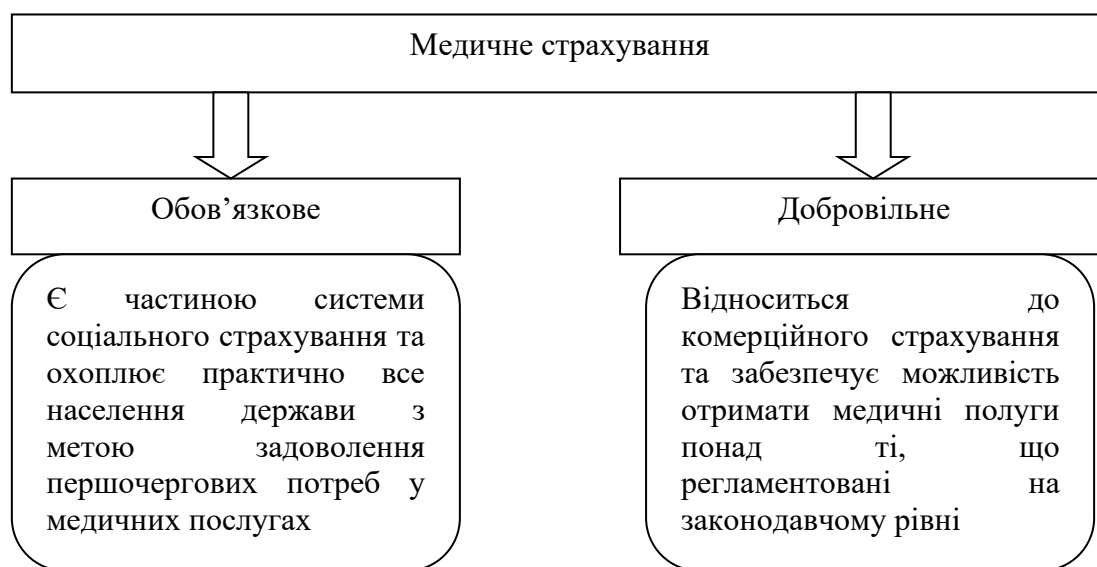 Медичне страхування
Обов’язкове
Добровільне
Є частиною системи
соціального страхування та
охоплює практично все
населення держави з
метою задоволення
першочергових потреб у
медичних послугах
Відноситься до
комерційного страхування
та забезпечує можливість
отримати медичні полуги
понад ті, що
регламентовані на
законодавчому рівні